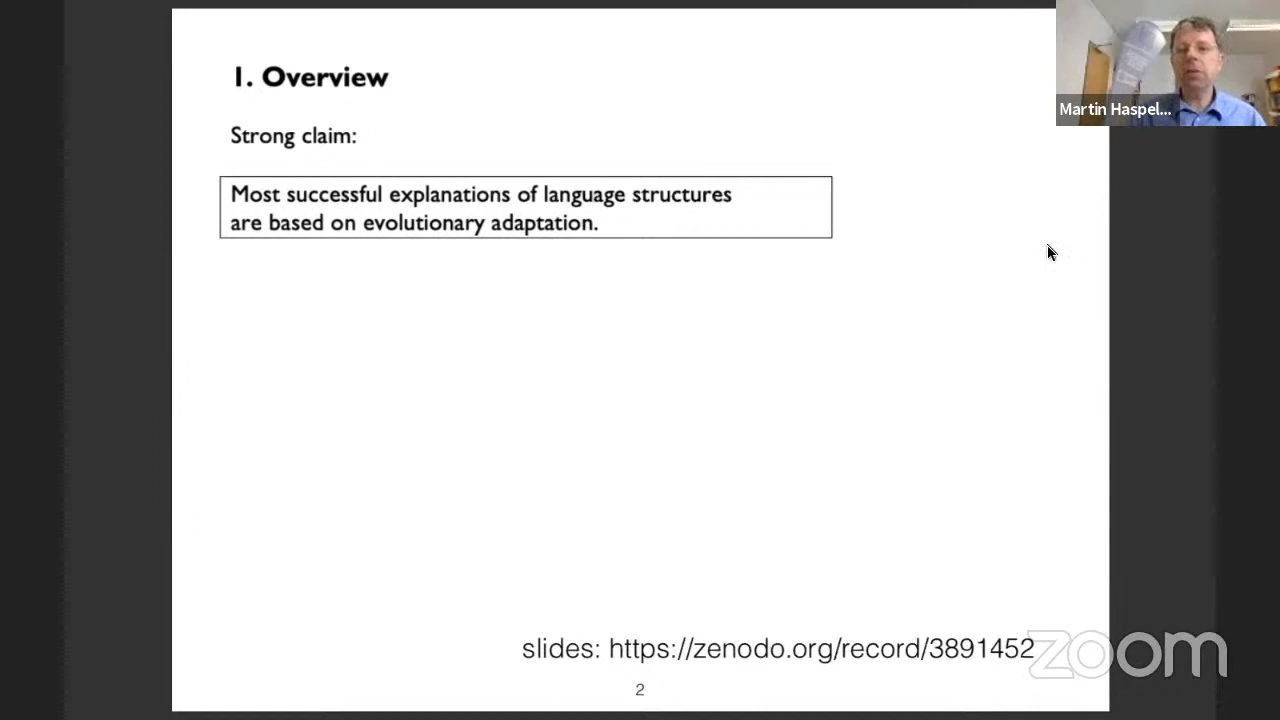 1. Overview
Martin Haspel...
Strong claim:
Most successful explanations of language structures
are based on evolutionary adaptation.
slides: https://zenodo.org/record/3891452
zoom
2